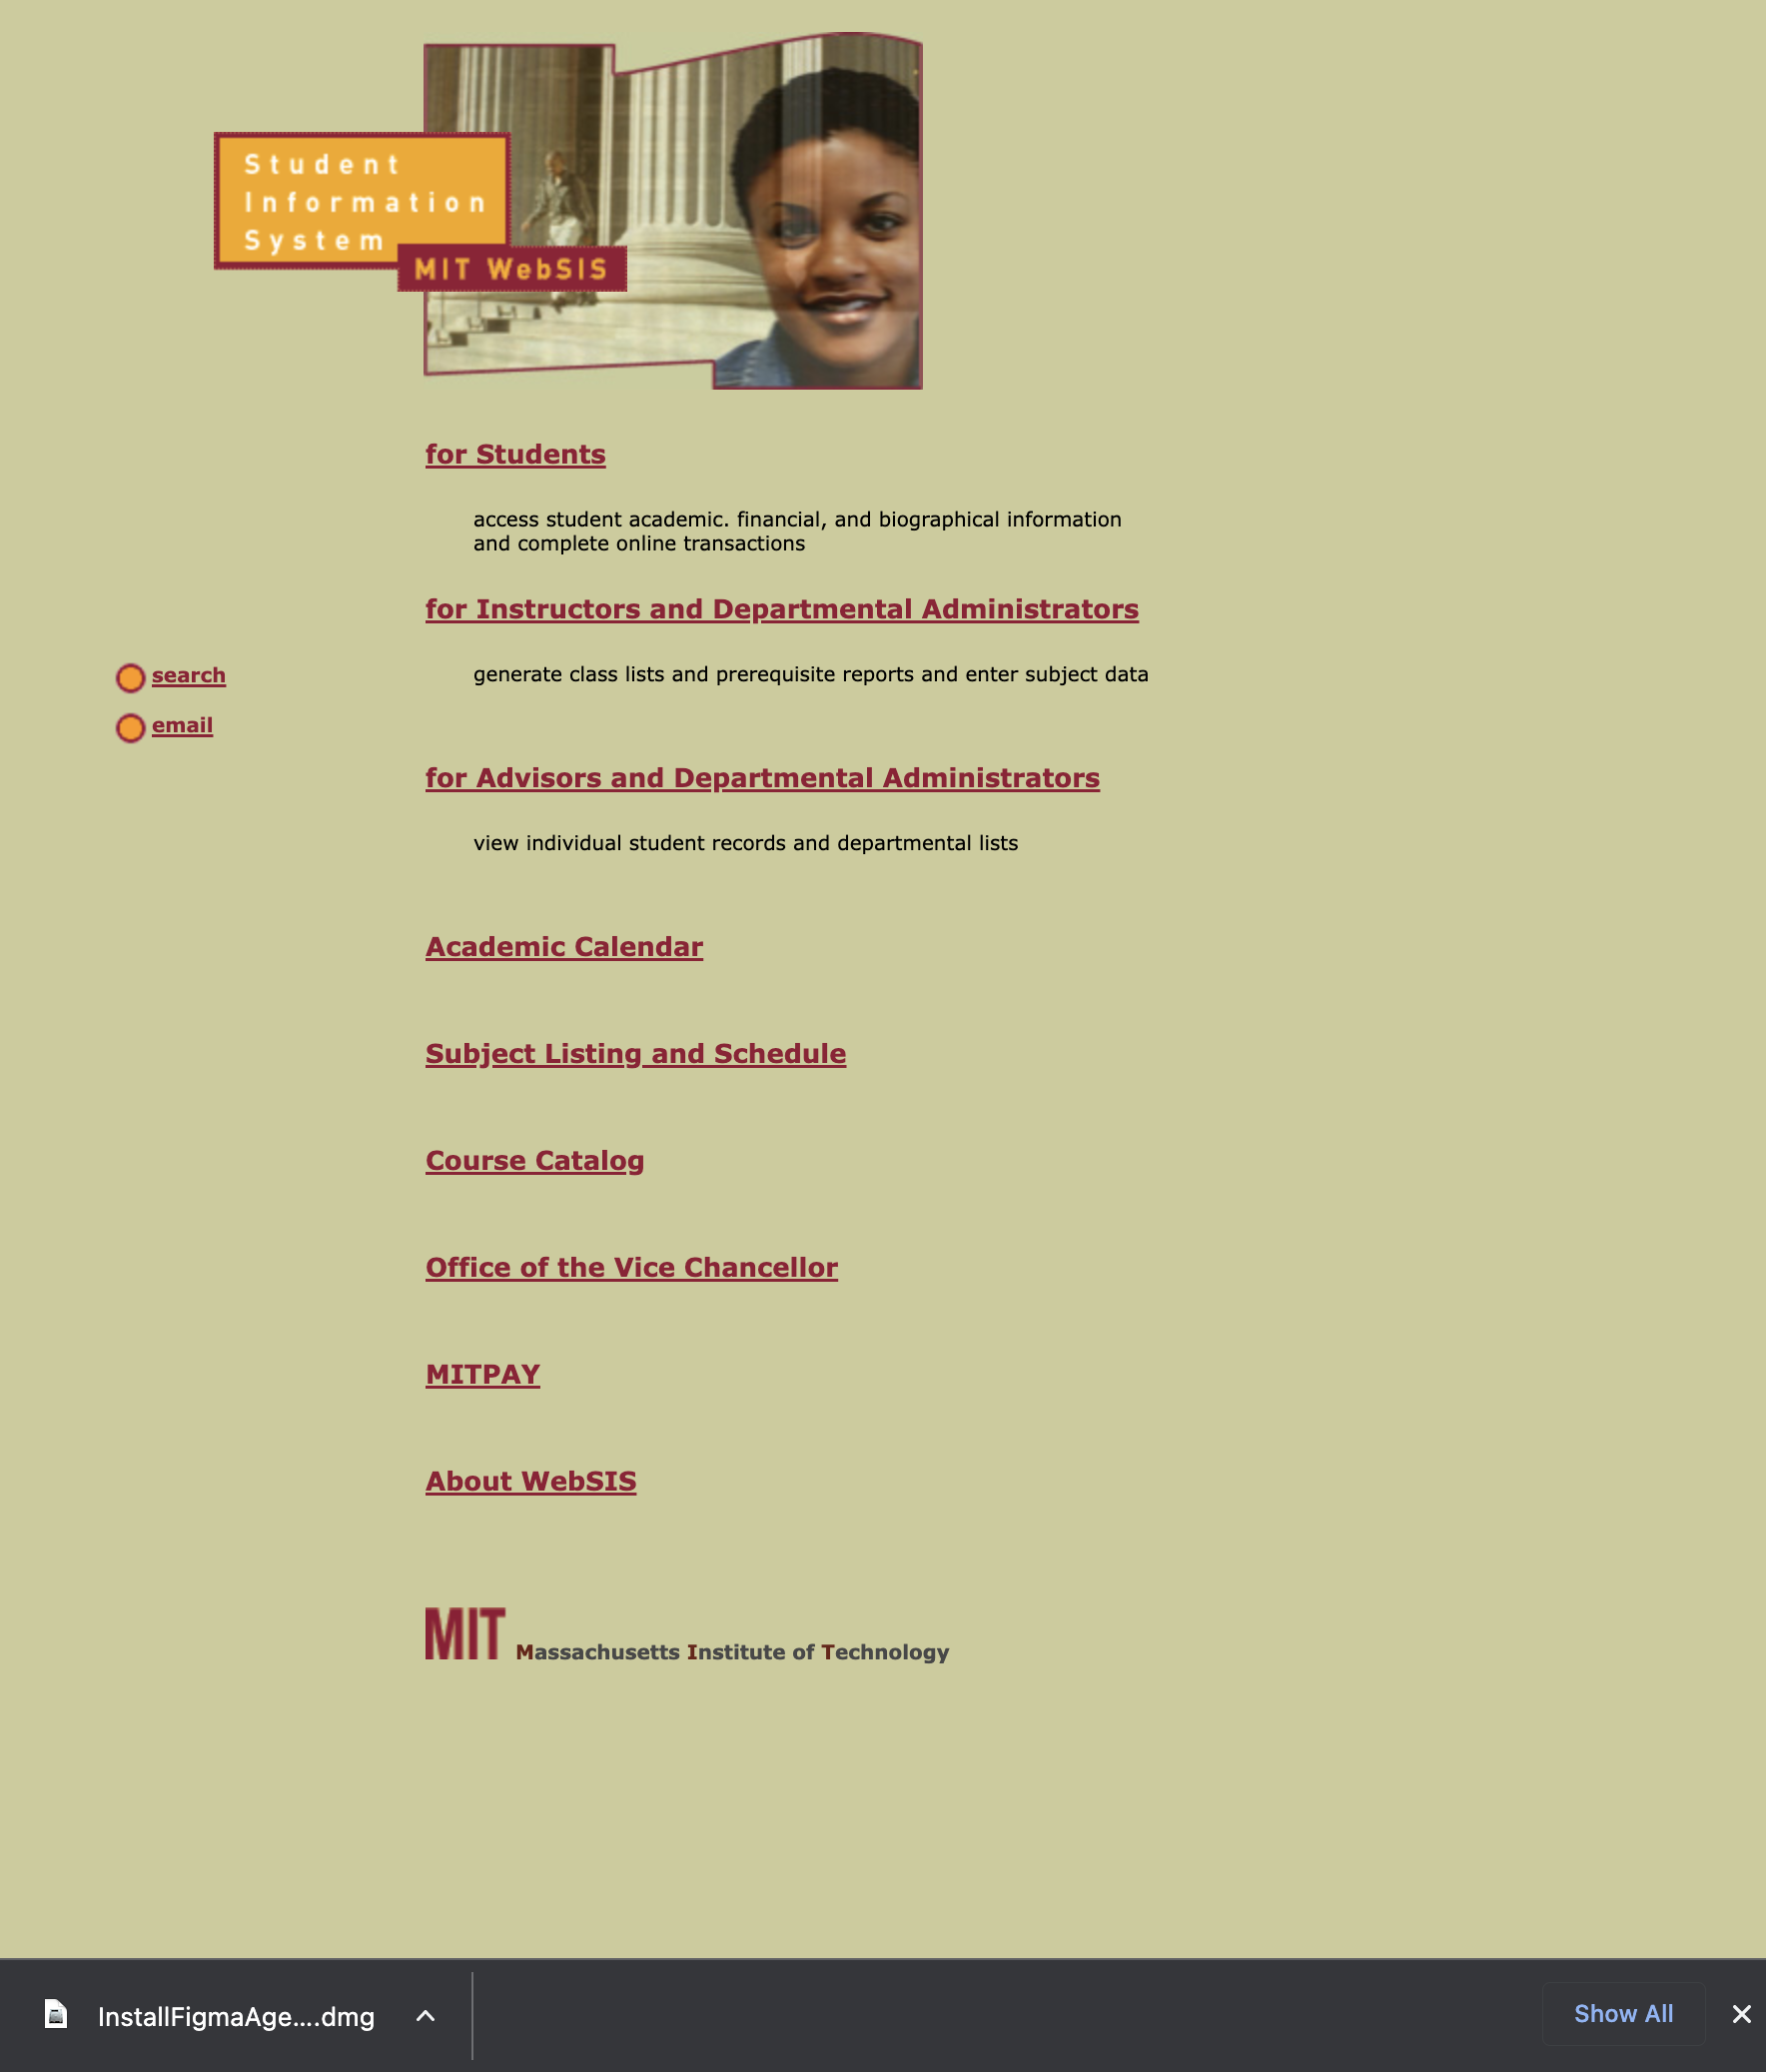 Student
Information
System
MIT WebSIS
for Students
access student academic. financial, and biographical information
and complete online transactions
for Instructors and Departmental Administrators
search
generate class lists and prerequisite reports and enter subject data
email
for Advisors and Departmental Administrators
view individual student records and departmental lists
Academic Calendar
Subject Listing and Schedule
Course Catalog
Office of the Vice Chancellor
MITPAY
About WebSIS
MIT Massachusetts Institute of Technology
InstallFigmaAge....dmg
Show All